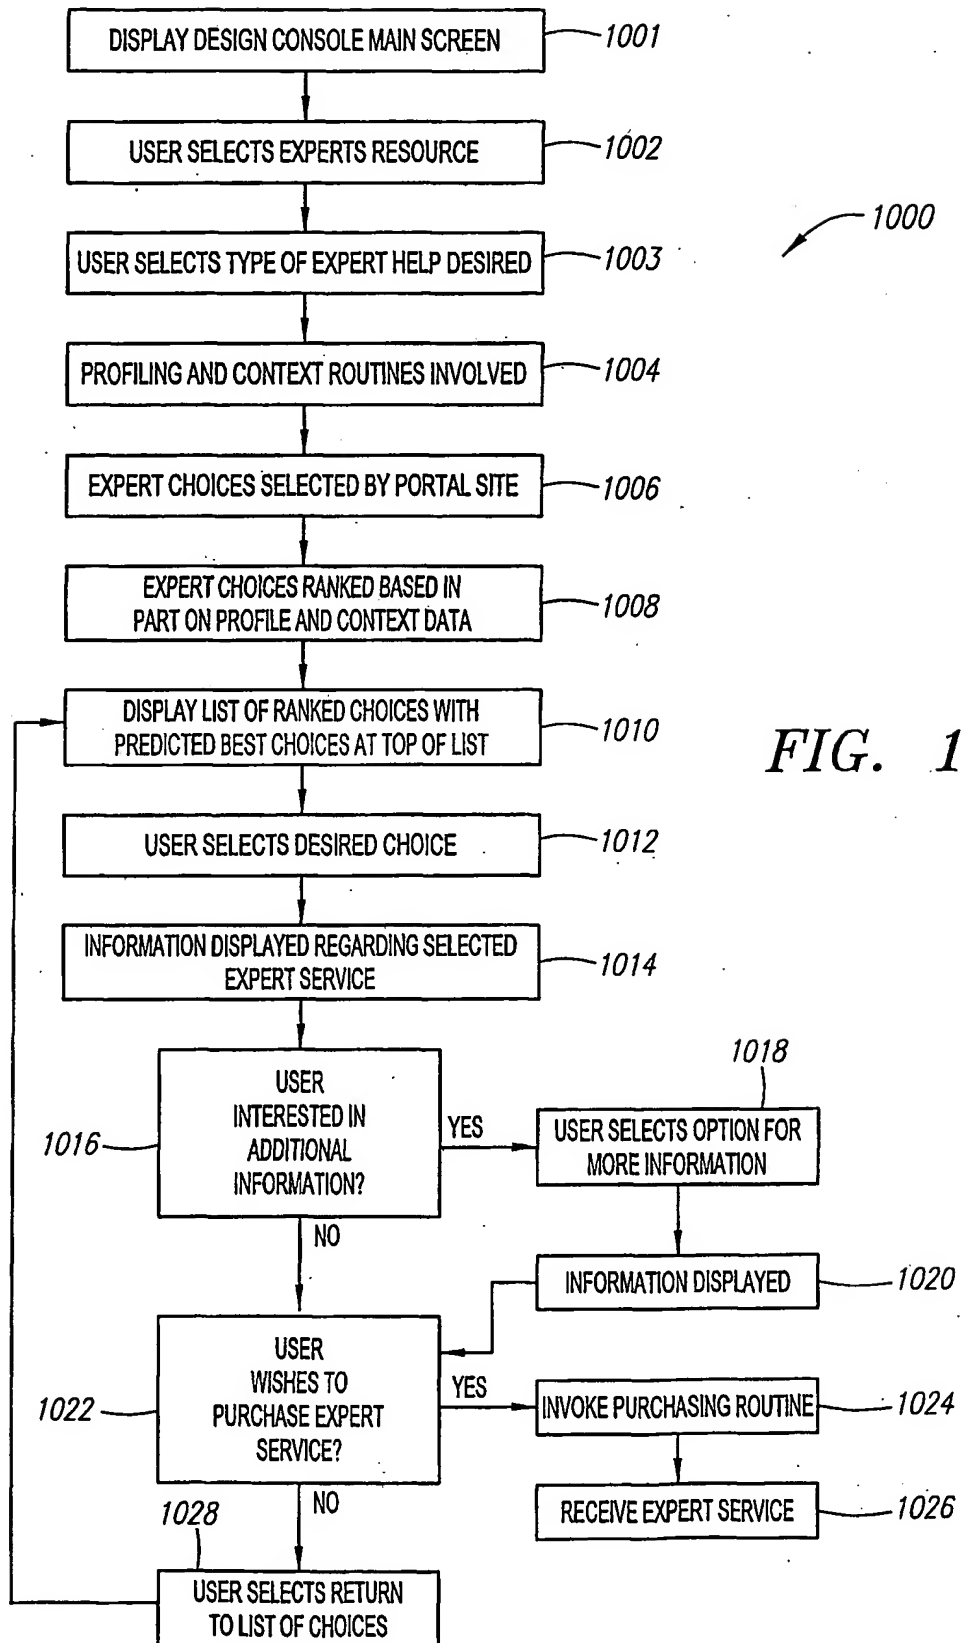 DISPLAY DESIGN CONSOLE MAIN SCREEN
1001
USER SELECTS EXPERTS RESOURCE
1002
1000
USER SELECTS TYPE OF EXPERT HELP DESIRED
1003
PROFILING AND CONTEXT ROUTINES INVOLVED
1004
EXPERT CHOICES SELECTED BY PORTAL SITE
1006
EXPERT CHOICES RANKED BASED IN
PART ON PROFILE AND CONTEXT DATA
1008
DISPLAY LIST OF RANKED CHOICES WITH
PREDICTED BEST CHOICES AT TOP OF LIST
1010
FIG. 1
USER SELECTS DESIRED CHOICE
1012
INFORMATION DISPLAYED REGARDING SELECTED
EXPERT SERVICE
1014
USER
INTERESTED IN
ADDITIONAL
INFORMATION?
1016
YES
NO
1018
USER SELECTS OPTION FOR
MORE INFORMATION
INFORMATION DISPLAYED
1020
USER
WISHES TO
PURCHASE EXPERT
SERVICE?
1022
YES
NO
INVOKE PURCHASING ROUTINE
1024
RECEIVE EXPERT SERVICE
1026
1028
USER SELECTS RETURN
TO LIST OF CHOICES